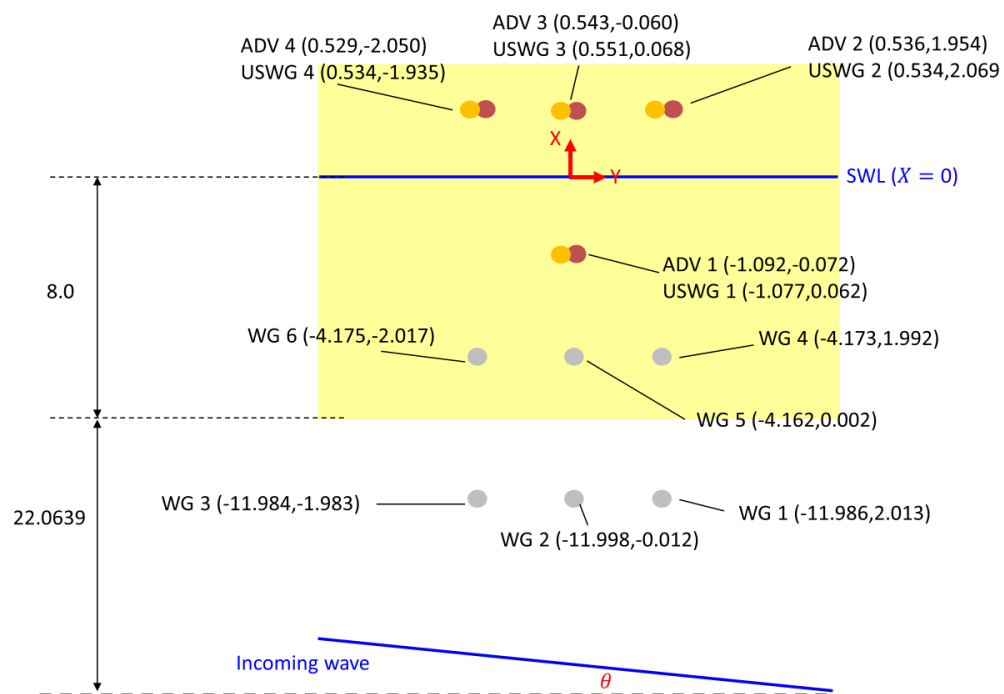 ADV 3 (0.543,-0.060)
USWG 3 (0.551,0.068)
ADV 4 (0.529,-2.050)
USWG 4 (0.534,-1.935)
ADV 2 (0.536,1.954)
USWG 2 (0.534,2.069
X
Y
SWL (X = 0)
ADV 1 (-1.092,-0.072)
USWG 1 (-1.077,0.062)
8.0
WG 6 (-4.175,-2.017)
WG 4 (-4.173,1.992)
WG 5 (-4.162,0.002)
WG 3 (-11.984,-1.983)
22.0639
WG 1 (-11.986,2.013)
WG 2 (-11.998,-0.012)
Incoming wave
θ